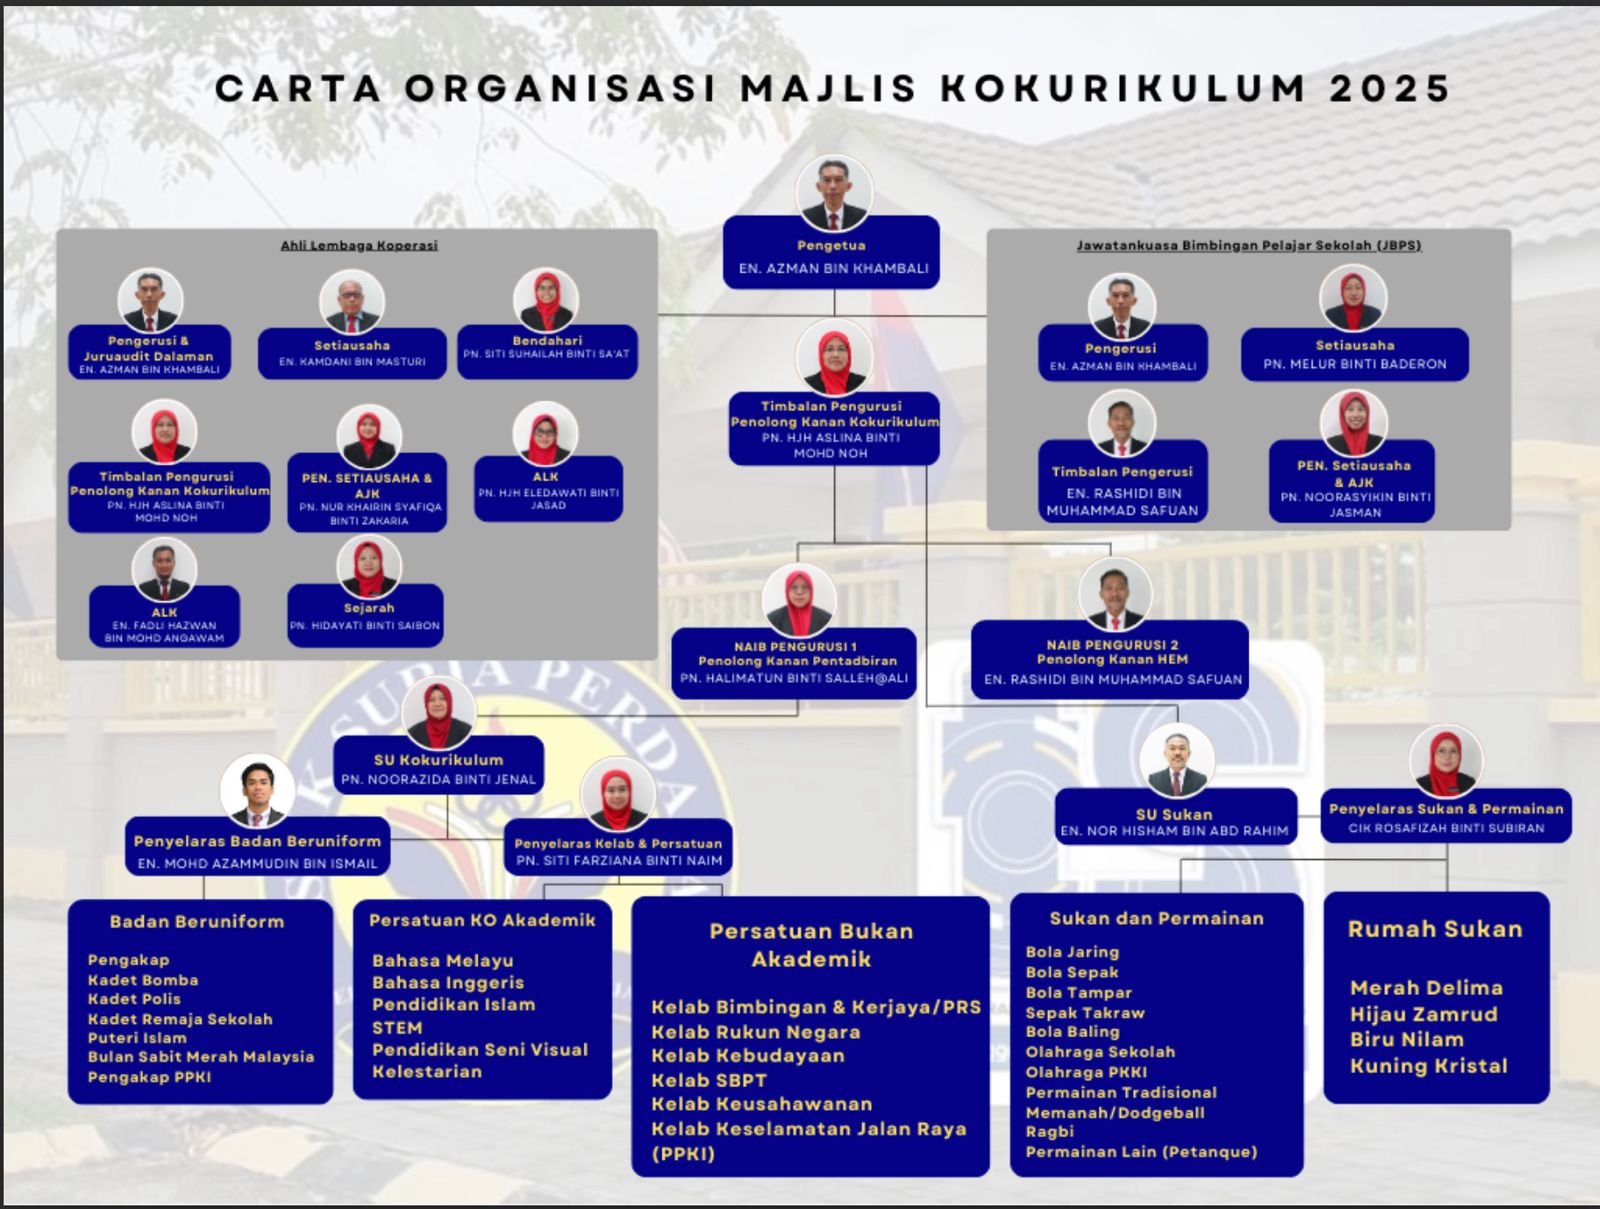 CARTA ORGANISASI MAJLIS KOKURIKULUM 2025
Pengetua
EN. AZMAN BIN KHAMBALI
Ahli Lembaga Koperasi
Pengerusi &
Juruaudit Dalaman
EN. AZMAN BIN KHAMBALI
Setiausaha
EN. KAMDANI BIN MASTURI
Bendahari
PN. SITI SUHAILAH BINTI SA'AT
Timbalan Pengurusi
Penolong Kanan Kokurikulum
PN. HJH ASLINA BINTI
MOHD NOH
PEN. SETIAUSAHA &
AJK
PN. NUR KHAIRIN SYAFIQA
BINTI ZAKARIA
ALK
PN. HJH ELEDAWATI BINTI
JASAD
ALK
EN. FADLI HAZWAN
BIN MOHD ANGAWAM
Sejarah
PN. HIDAYATI BINTI SAIBON
Timbalan Pengurusi
Penolong Kanan Kokurikulum
PN. HJH ASLINA BINTI
MOHD NOH
Jawatankuasa Bimbingan Pelajar Sekolah (JBPS)
Pengerusi
EN. AZMAN BIN KHAMBALI
Setiausaha
PN. MELUR BINTI BADERON
Timbalan Pengerusi
EN. RASHIDI BIN
MUHAMMAD SAFUAN
PEN. Setiausaha
& AJK
PN. NOORASYIKIN BINTI
JASMAN
NAIB PENGURUSI 1
Penolong Kanan Pentadbiran
PN. HALIMATUN BINTI SALLEH@ALI
NAIB PENGURUSI 2
Penolong Kanan HEM
EN. RASHIDI BIN MUHAMMAD SAFUAN
SU Kokurikulum
PN. NOORAZIDA BINTI JENAL
Penyelaras Badan Beruniform
EN. MOHD AZAMMUDIN BIN ISMAIL
Penyelaras Kelab & Persatuan
PN. SITI FARZIANA BINTI NAIM
SU Sukan
EN. NOR HISHAM BIN ABD RAHIM
Penyelaras Sukan & Permainan
CIK ROSAFIZAH BINTI SUBIRAN
Badan Beruniform
Pengakap
Kadet Bomba
Kadet Polis
Kadet Remaja Sekolah
Puteri Islam
Bulan Sabit Merah Malaysia
Pengakap PPKI
Persatuan KO Akademik
Bahasa Melayu
Bahasa Inggeris
Pendidikan Islam
STEM
Pendidikan Seni Visual
Kelestarian
Persatuan Bukan
Akademik
Kelab Bimbingan & Kerjaya/PRS
Kelab Rukun Negara
Kelab Kebudayaan
Kelab SBPT
Kelab Keusahawanan
Kelab Keselamatan Jalan Raya
(PPKI)
Sukan dan Permainan
Bola Jaring
Bola Sepak
Bola Tampar
Sepak Takraw
Bola Baling
Olahraga Sekolah
Olahraga PKKI
Permainan Tradisional
Memanah/Dodgeball
Ragbi
Permainan Lain (Petanque)
Rumah Sukan
Merah Delima
Hijau Zamrud
Biru Nilam
Kuning Kristal
SURIA PERDA